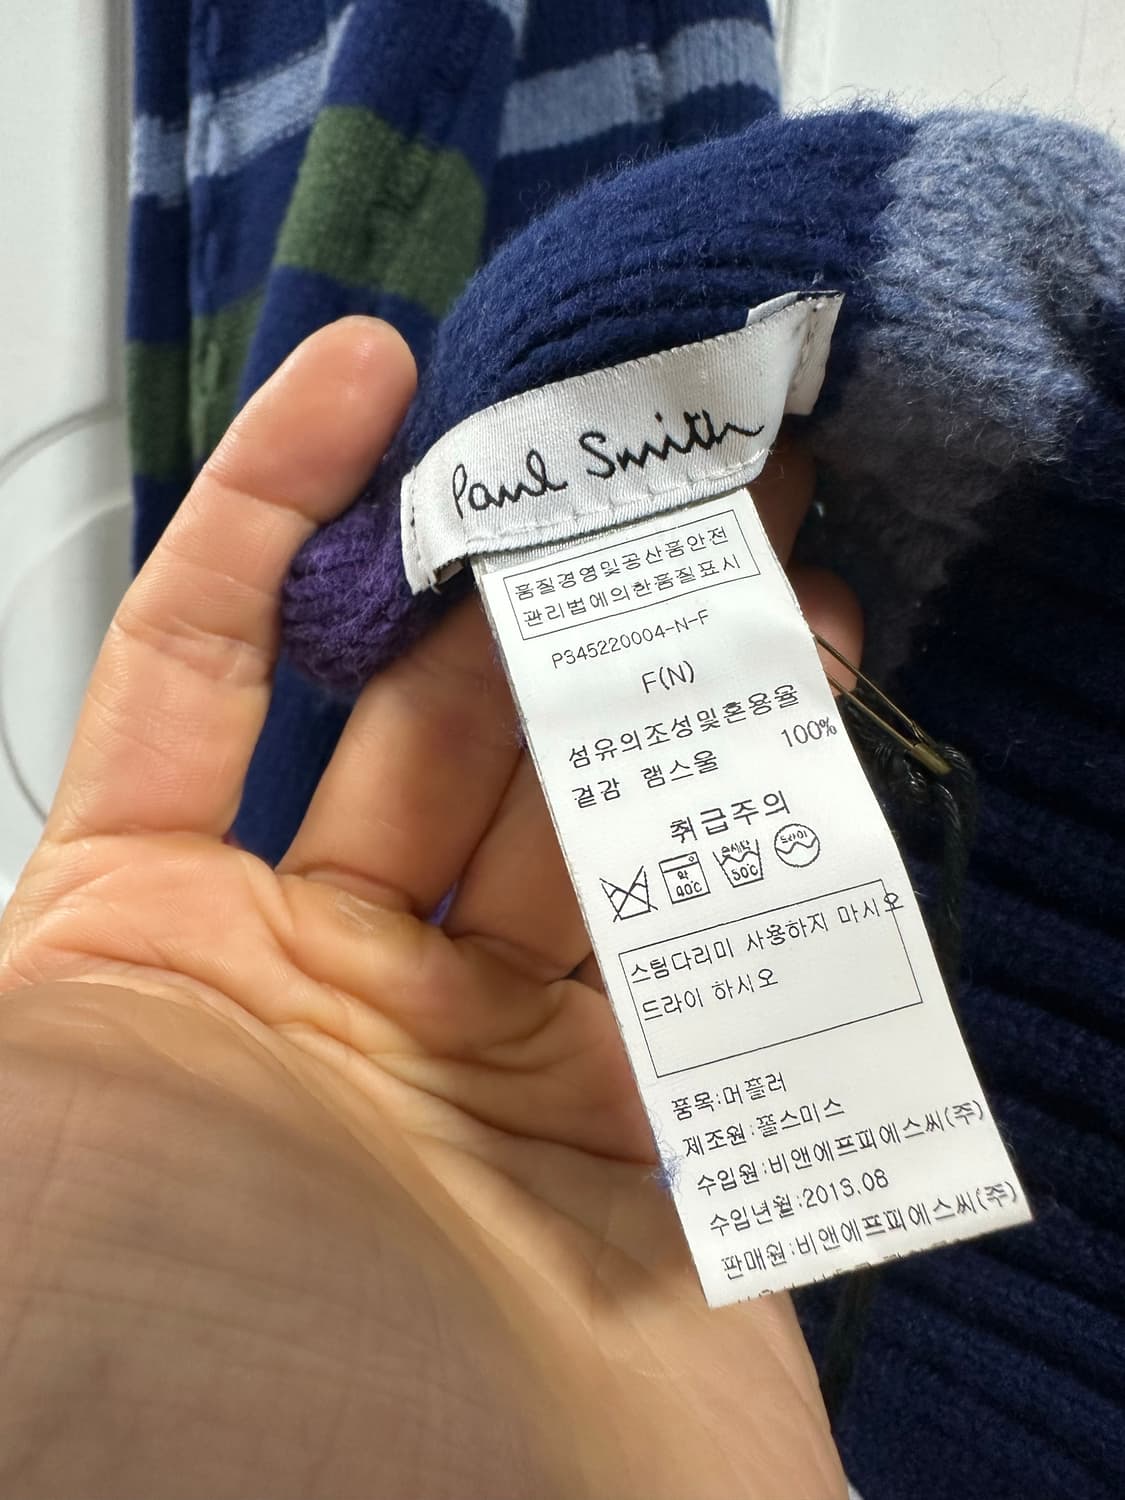 Paul Smith
품질경영및공산품안전
관리법에의한품질표시
P345220004-N-F
F(N)
섬유의조성및혼용율
겉감 램스울 100%
취급주의
약 40℃
30℃
드라이
스팀다리미 사용하지 마시오
드라이 하시오
품목:머플러
제조원:폴스미스
수입원:비앤에프피에스씨(주)
수입년월:2013.08
판매원:비앤에프피에스씨(주)